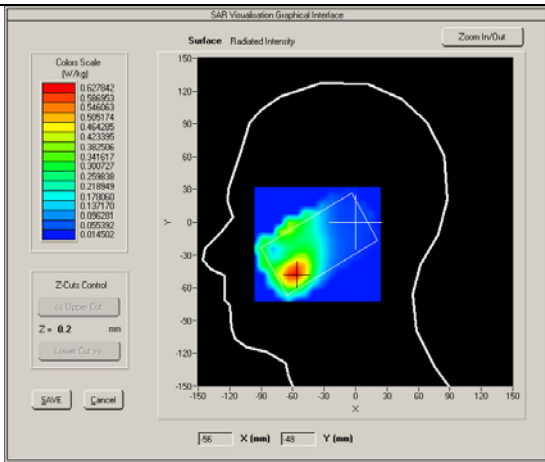 SAR Visualisation Graphical Interface
Surface Radiated Intensity
Zoom In/Out
Colors Scale
(W/kg)
0.627842
0.586953
0.546063
0.505174
0.464285
0.423395
0.382506
0.341617
0.300727
0.259838
0.218949
0.178060
0.137170
0.096281
0.055392
0.014502
Z-Cuts Control
<< Upper Cut
Z = 0.2 mm
Lower Cut >>
SAVE
Cancel
150
120
90
60
30
0
-30
-60
-90
-120
-150
Y
-150 -120 -90 -60 -30 0 30 60 90 120 150
X
-56 X (mm) -48 Y (mm)